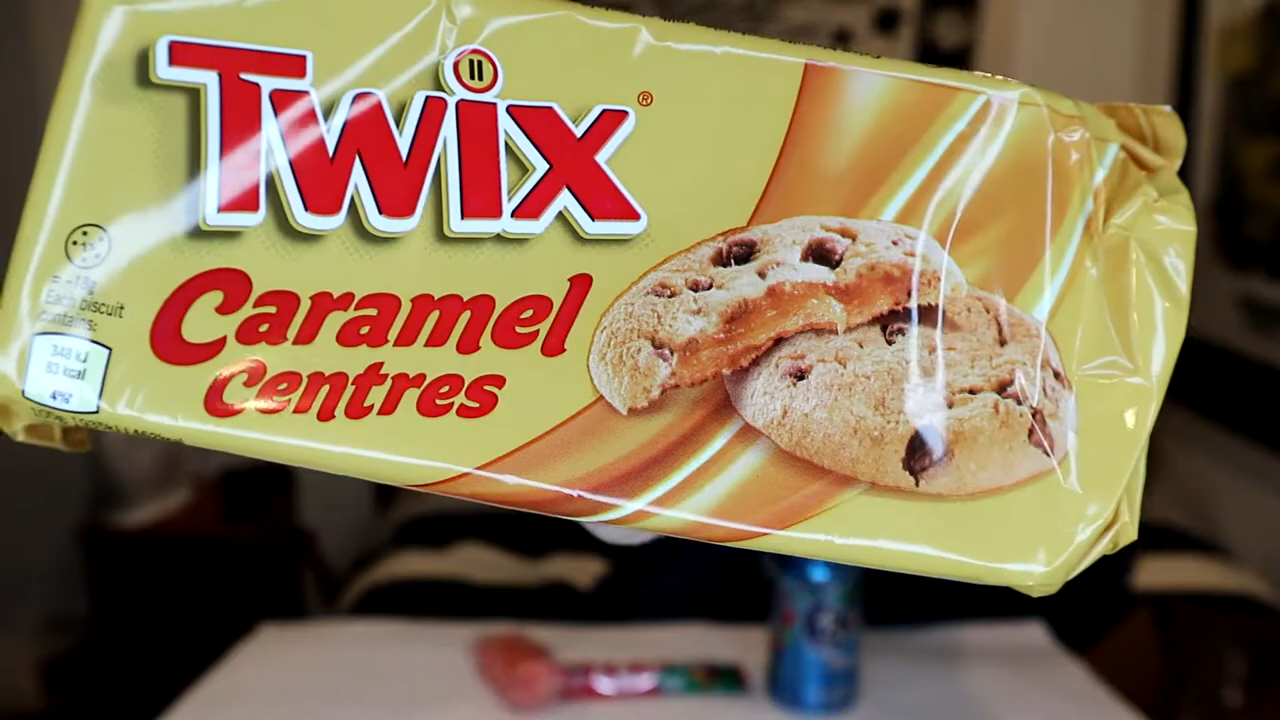 Twix®
Caramel
Centres
Each biscuit
contains:
348 kJ
83 kcal
4%*